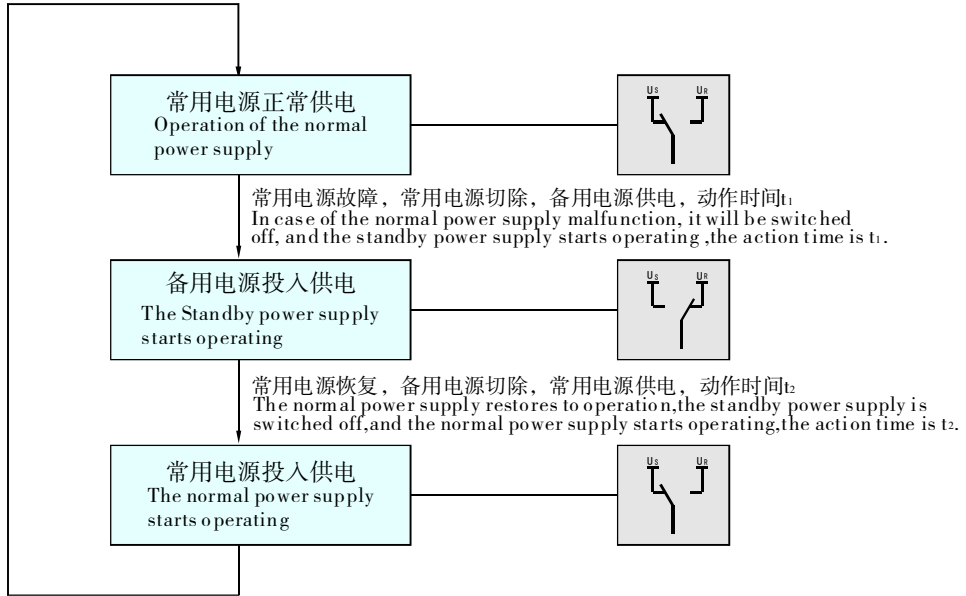 常用电源正常供电
Operation of the normal
power supply
Us UR
常用电源故障，常用电源切除，备用电源供电，动作时间t₁
In case of the normal power supply malfunction, it will be switched
off, and the standby power supply starts operating ,the action time is t₁.
备用电源投入供电
The Standby power supply
starts operating
Us UR
常用电源恢复，备用电源切除，常用电源供电，动作时间t₂
The normal power supply restores to operation,the standby power supply is
switched off,and the normal power supply starts operating,the action time is t₂.
常用电源投入供电
The normal power supply
starts operating
Us UR